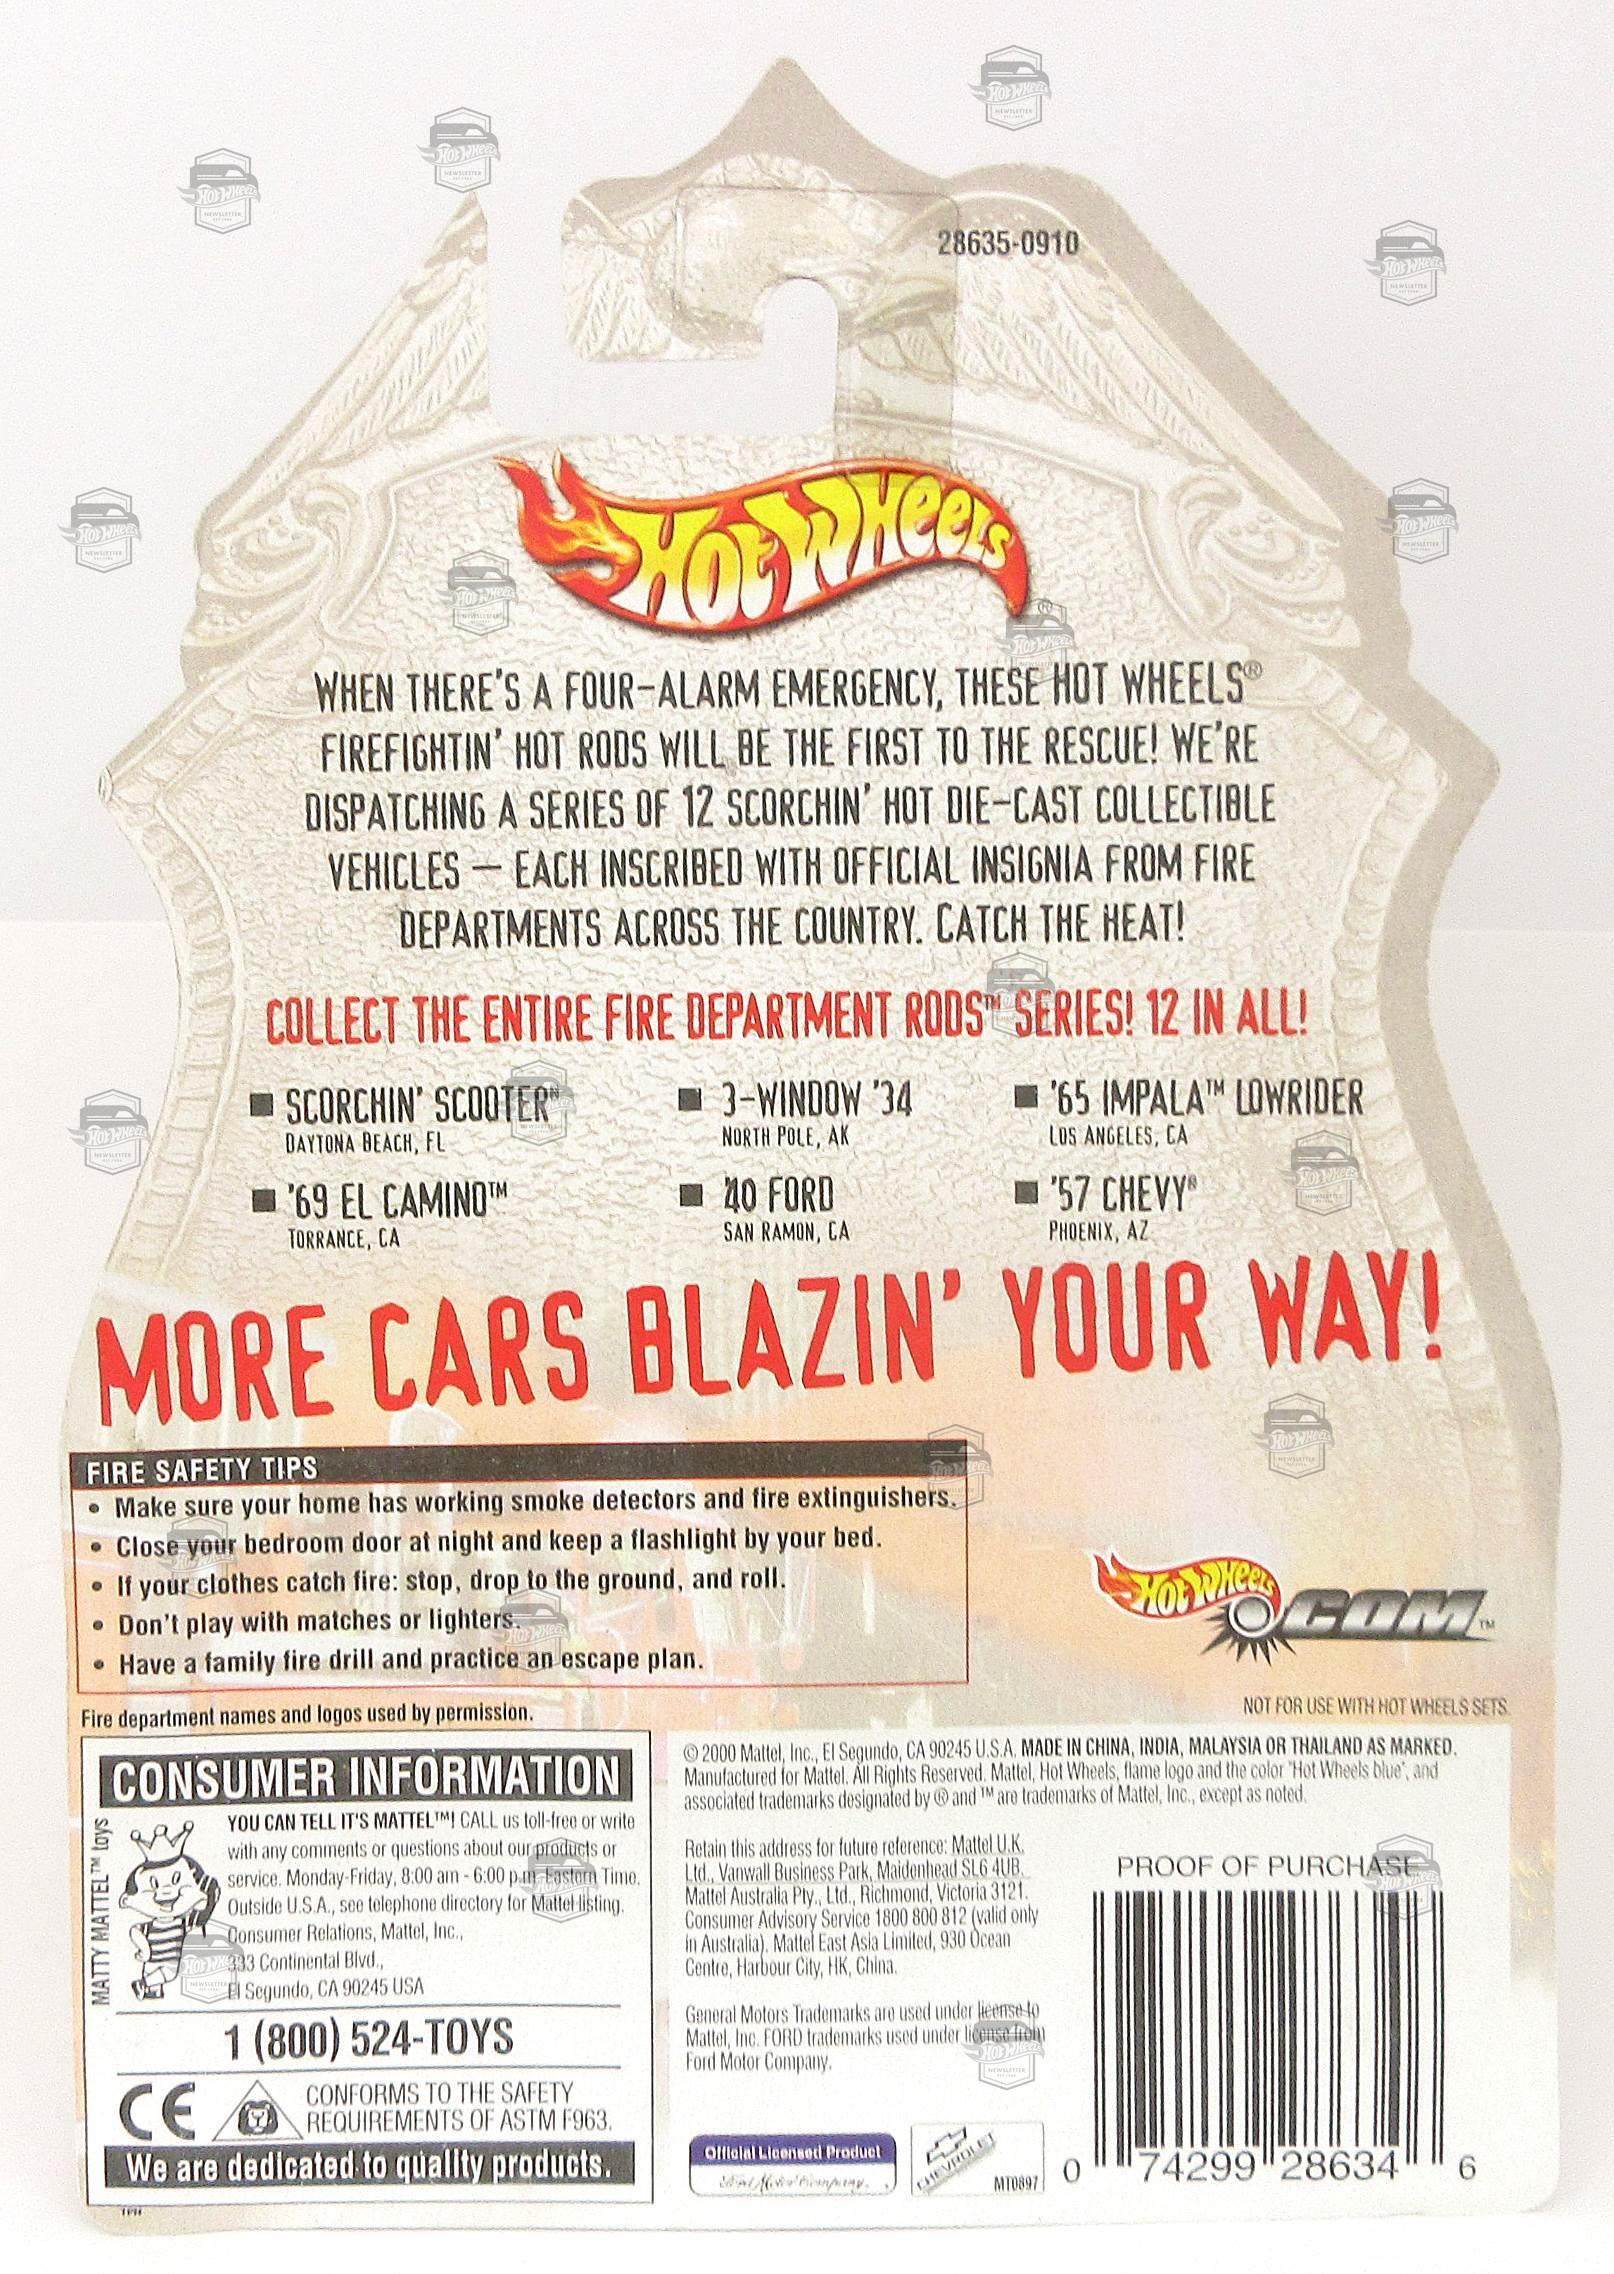 28635-0910
HOT WHEELS
®
WHEN THERE'S A FOUR-ALARM EMERGENCY, THESE HOT WHEELS®
FIREFIGHTIN' HOT RODS WILL BE THE FIRST TO THE RESCUE! WE'RE
DISPATCHING A SERIES OF 12 SCORCHIN' HOT DIE-CAST COLLECTIBLE
VEHICLES — EACH INSCRIBED WITH OFFICIAL INSIGNIA FROM FIRE
DEPARTMENTS ACROSS THE COUNTRY. CATCH THE HEAT!
COLLECT THE ENTIRE FIRE DEPARTMENT RODS™ SERIES! 12 IN ALL!
■ SCORCHIN' SCOOTER®
DAYTONA BEACH, FL
■ 3-WINDOW '34
NORTH POLE, AK
■ '65 IMPALA™ LOWRIDER
LOS ANGELES, CA
■ '69 EL CAMINO™
TORRANCE, CA
■ '40 FORD
SAN RAMON, CA
■ '57 CHEVY®
PHOENIX, AZ
MORE CARS BLAZIN' YOUR WAY!
FIRE SAFETY TIPS
• Make sure your home has working smoke detectors and fire extinguishers.
• Close your bedroom door at night and keep a flashlight by your bed.
• If your clothes catch fire: stop, drop to the ground, and roll.
• Don't play with matches or lighters.
• Have a family fire drill and practice an escape plan.
HOT WHEELS.COM™
Fire department names and logos used by permission.
NOT FOR USE WITH HOT WHEELS SETS.
CONSUMER INFORMATION
MATTY MATTEL™ toys
YOU CAN TELL IT'S MATTEL™! CALL us toll-free or write
with any comments or questions about our products or
service. Monday-Friday, 8:00 am - 6:00 p.m. Eastern Time.
Outside U.S.A., see telephone directory for Mattel listing.
Consumer Relations, Mattel, Inc.,
333 Continental Blvd.,
El Segundo, CA 90245 USA
1 (800) 524-TOYS
CE
CONFORMS TO THE SAFETY
REQUIREMENTS OF ASTM F963.
We are dedicated to quality products.
© 2000 Mattel, Inc., El Segundo, CA 90245 U.S.A. MADE IN CHINA, INDIA, MALAYSIA OR THAILAND AS MARKED.
Manufactured for Mattel. All Rights Reserved. Mattel, Hot Wheels, flame logo and the color "Hot Wheels blue", and
associated trademarks designated by ® and ™ are trademarks of Mattel, Inc., except as noted.
Retain this address for future reference: Mattel U.K.
Ltd., Vanwall Business Park, Maidenhead SL6 4UB.
Mattel Australia Pty., Ltd., Richmond, Victoria 3121.
Consumer Advisory Service 1800 800 812 (valid only
in Australia). Mattel East Asia Limited, 930 Ocean
Centre, Harbour City, HK, China.
General Motors Trademarks are used under license to
Mattel, Inc. FORD trademarks used under license from
Ford Motor Company.
Official Licensed Product
Ford Motor Company.
CHEVROLET
MT0897
PROOF OF PURCHASE
0 74299 28634 6
HOT WHEELS
NEWSLETTER